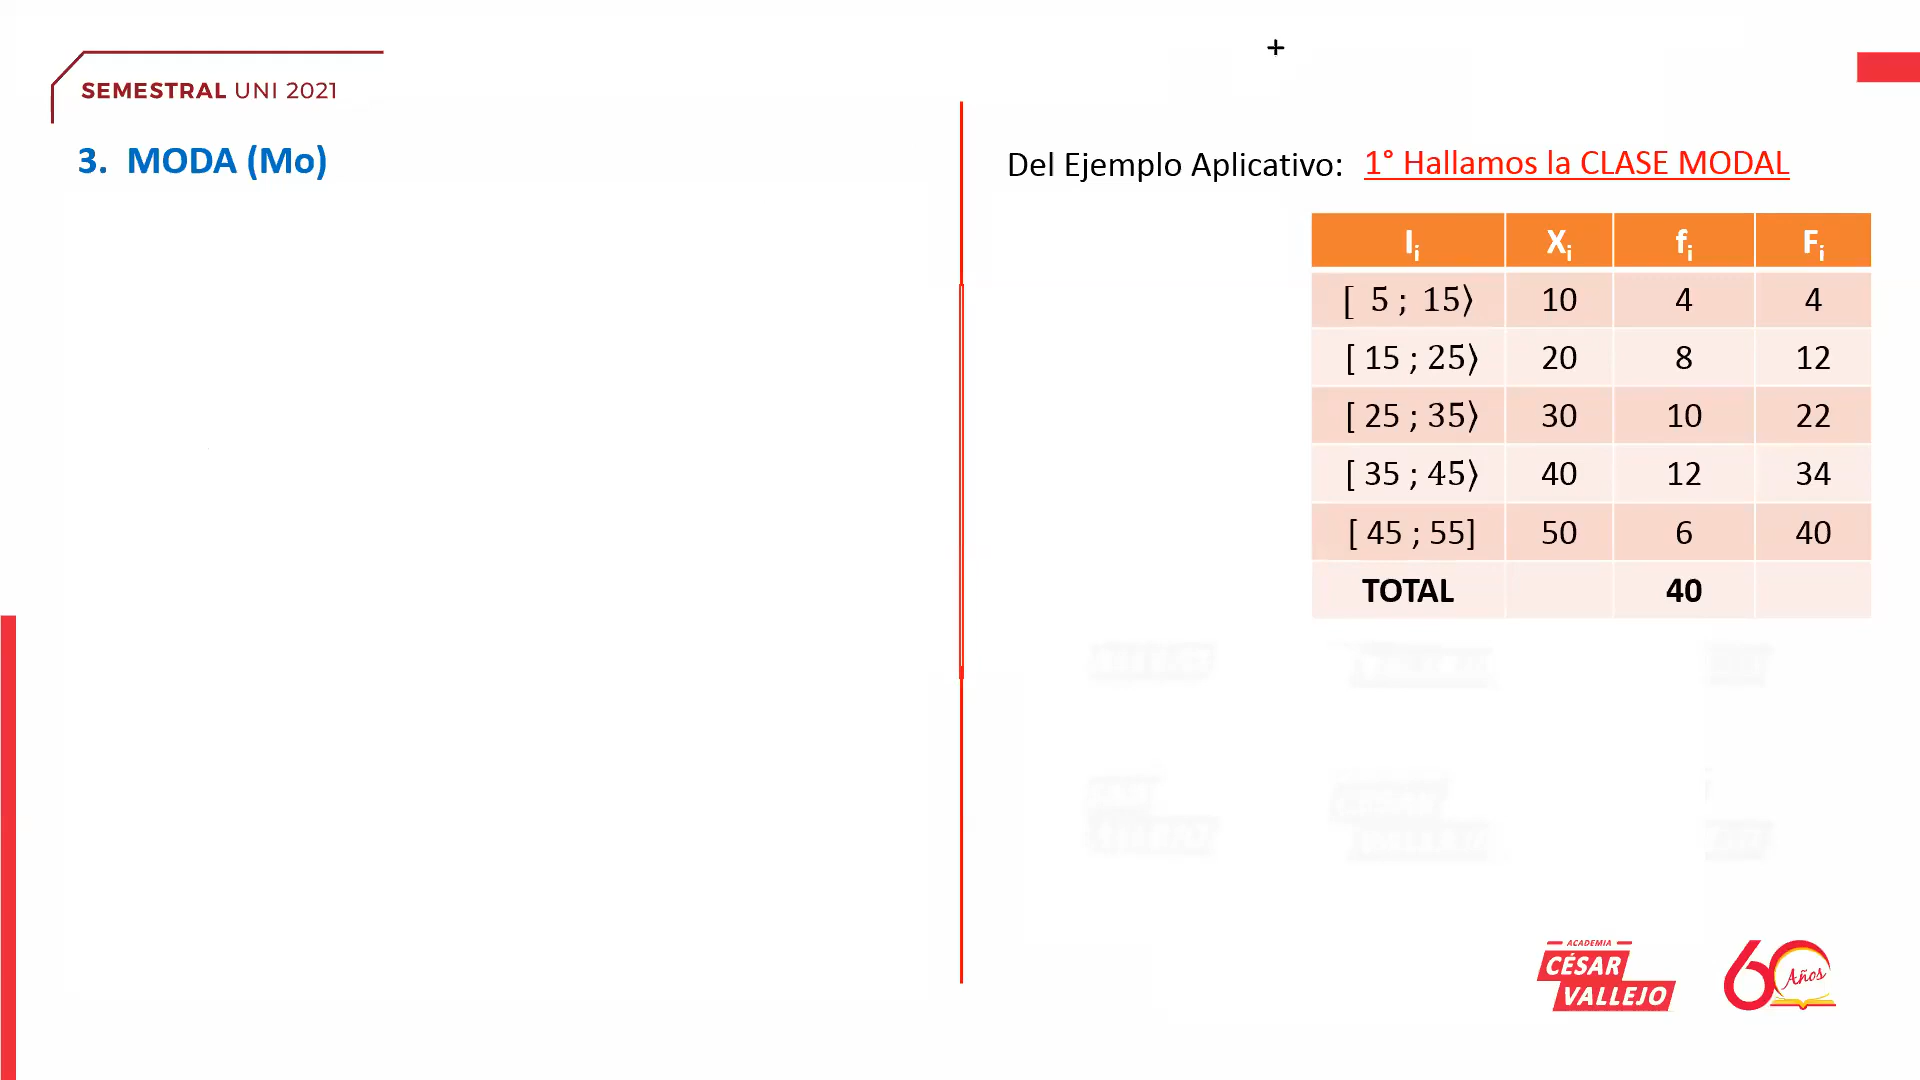 SEMESTRAL UNI 2021
3. MODA (Mo)
Del Ejemplo Aplicativo: 1° Hallamos la CLASE MODAL
Ii Xi fi Fi
[ 5 ; 15⟩ 10 4 4
[ 15 ; 25⟩ 20 8 12
[ 25 ; 35⟩ 30 10 22
[ 35 ; 45⟩ 40 12 34
[ 45 ; 55] 50 6 40
TOTAL 40
ACADEMIA
CÉSAR
VALLEJO
60 Años